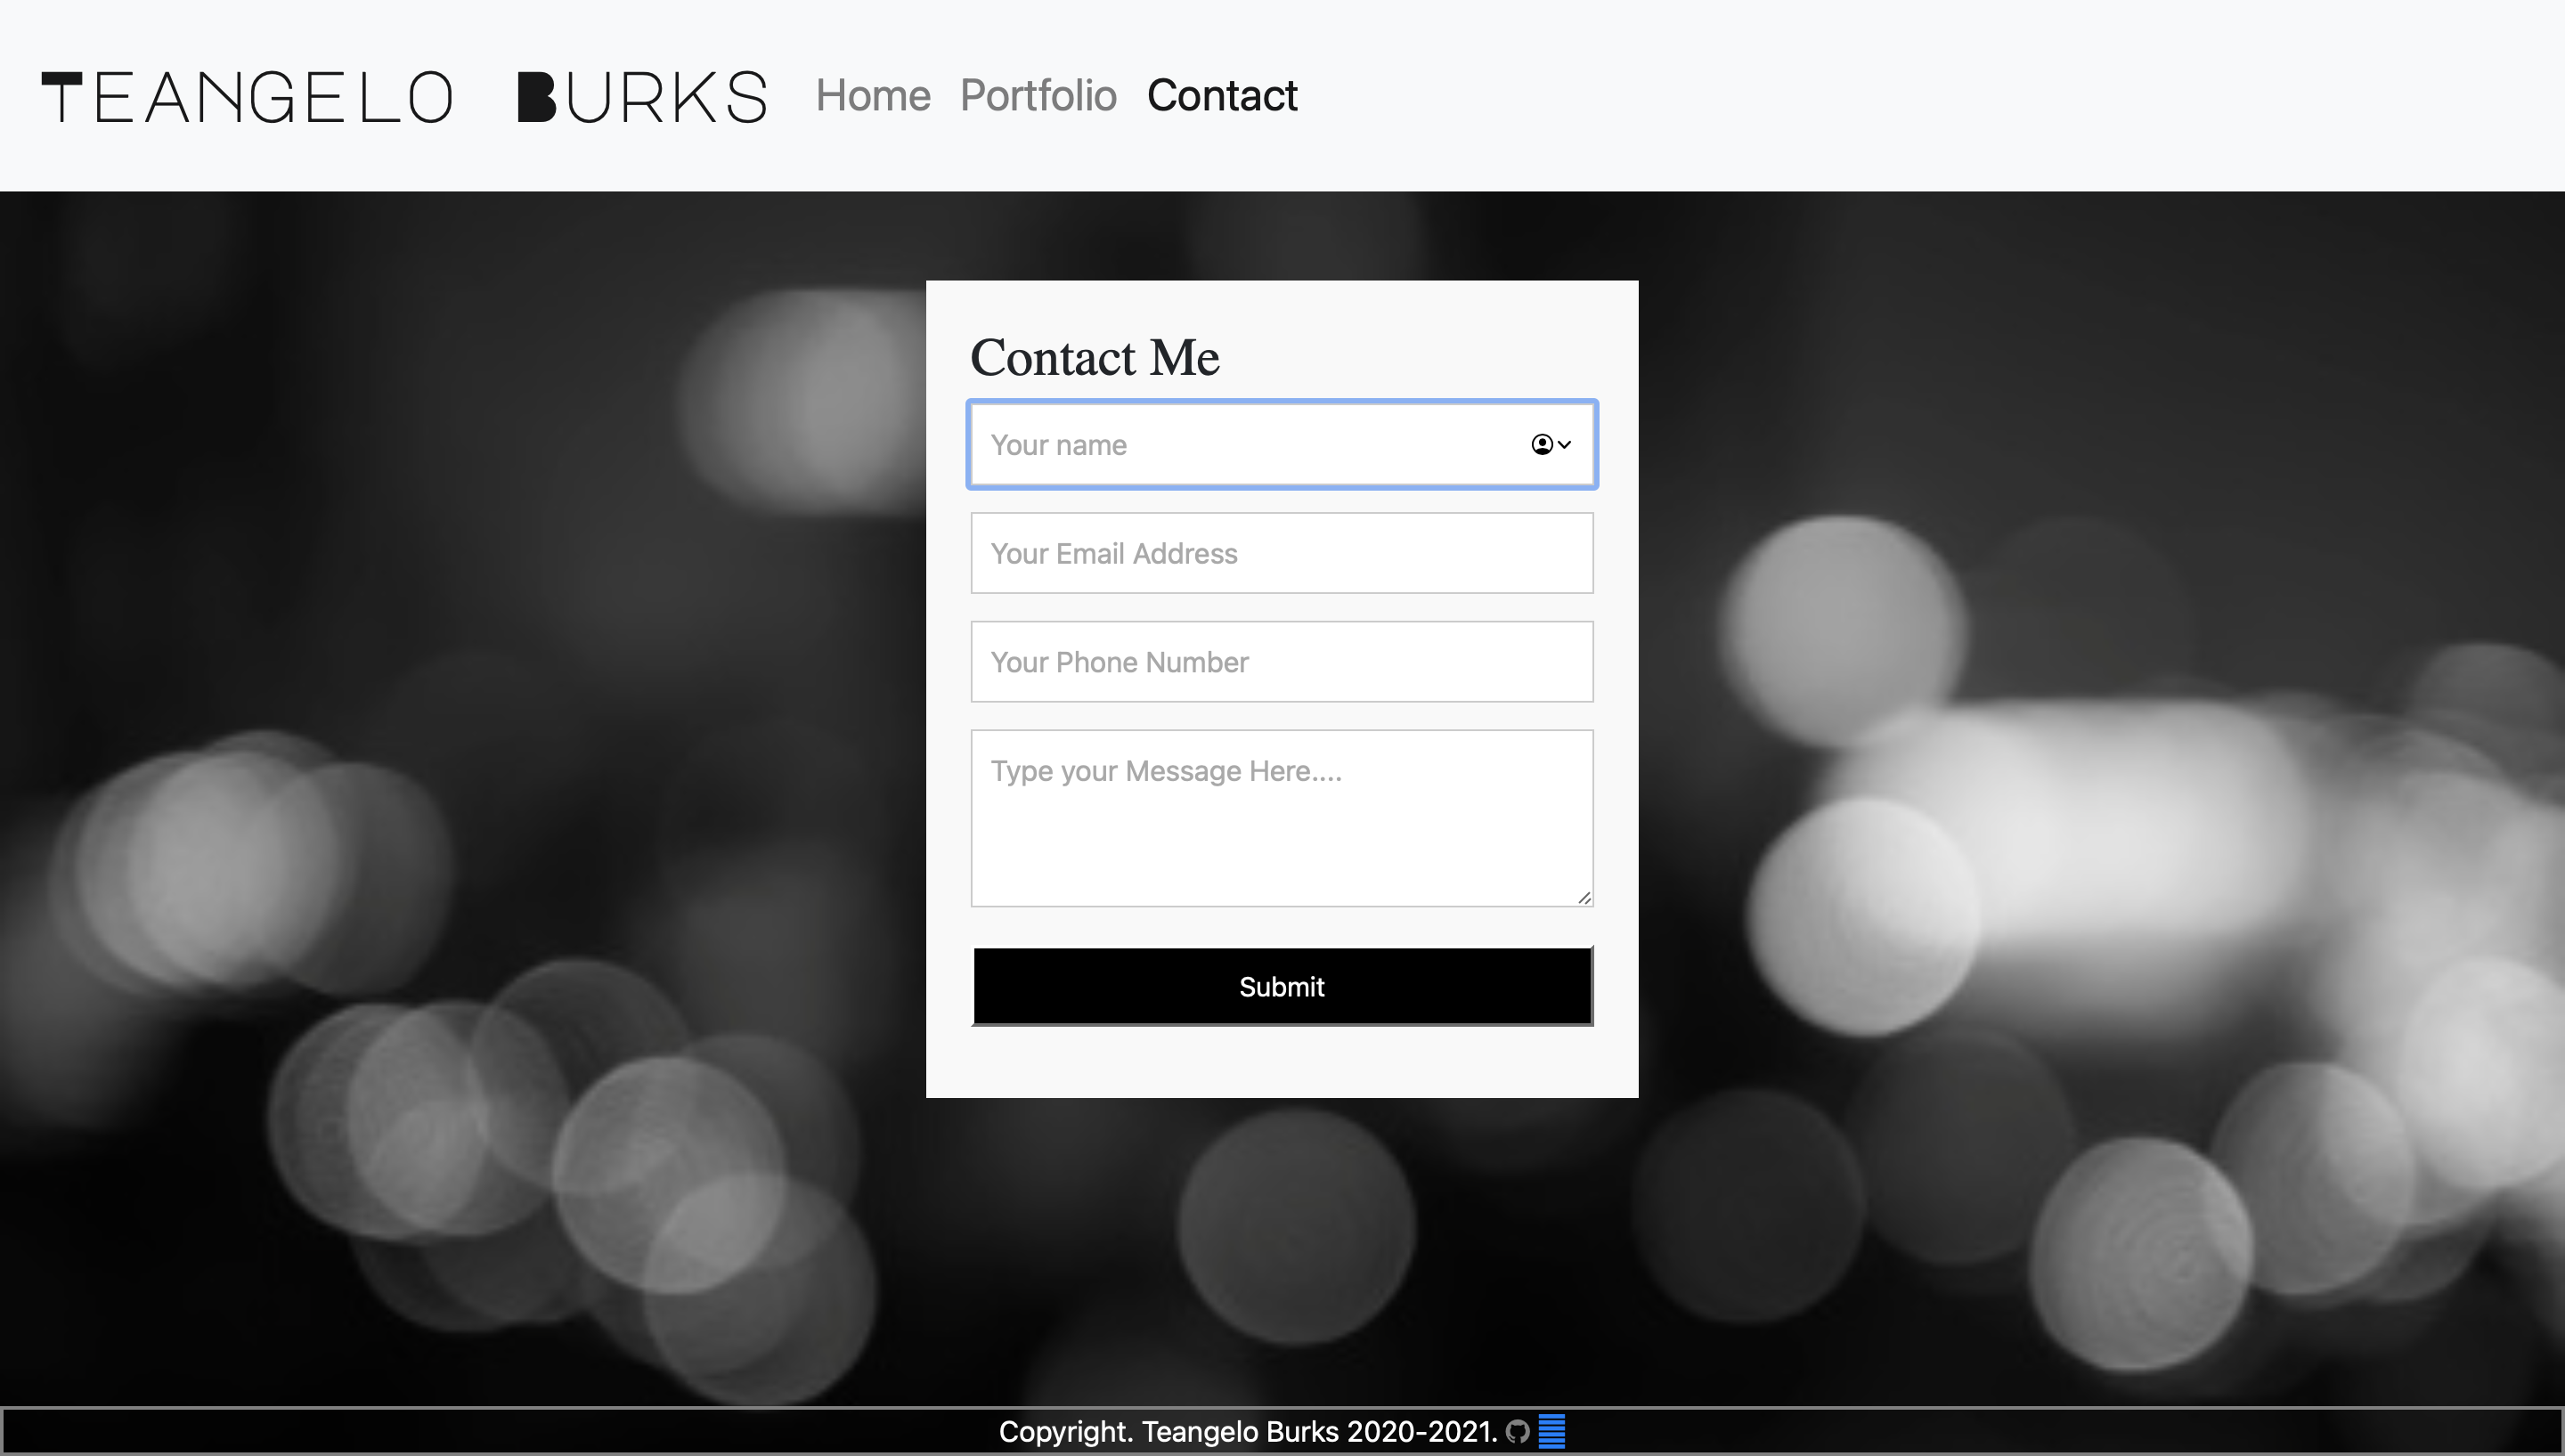 TEANGELO BURKS Home Portfolio Contact
Contact Me
Your name
Your Email Address
Your Phone Number
Type your Message Here....
Submit
Copyright. Teangelo Burks 2020-2021.